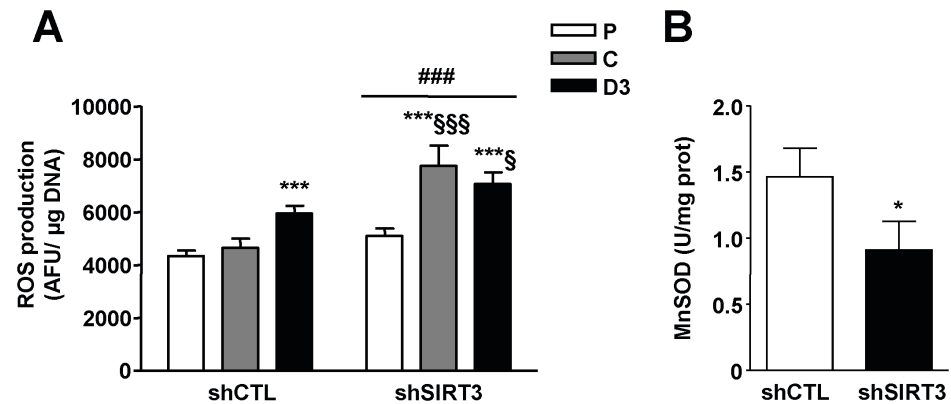 A
B
P
C
D3
###
***§§§
***§
***
*
ROS production
(AFU/ µg DNA)
10000
8000
6000
4000
2000
0
shCTL
shSIRT3
MnSOD (U/mg prot)
2.0
1.5
1.0
0.5
0
shCTL
shSIRT3